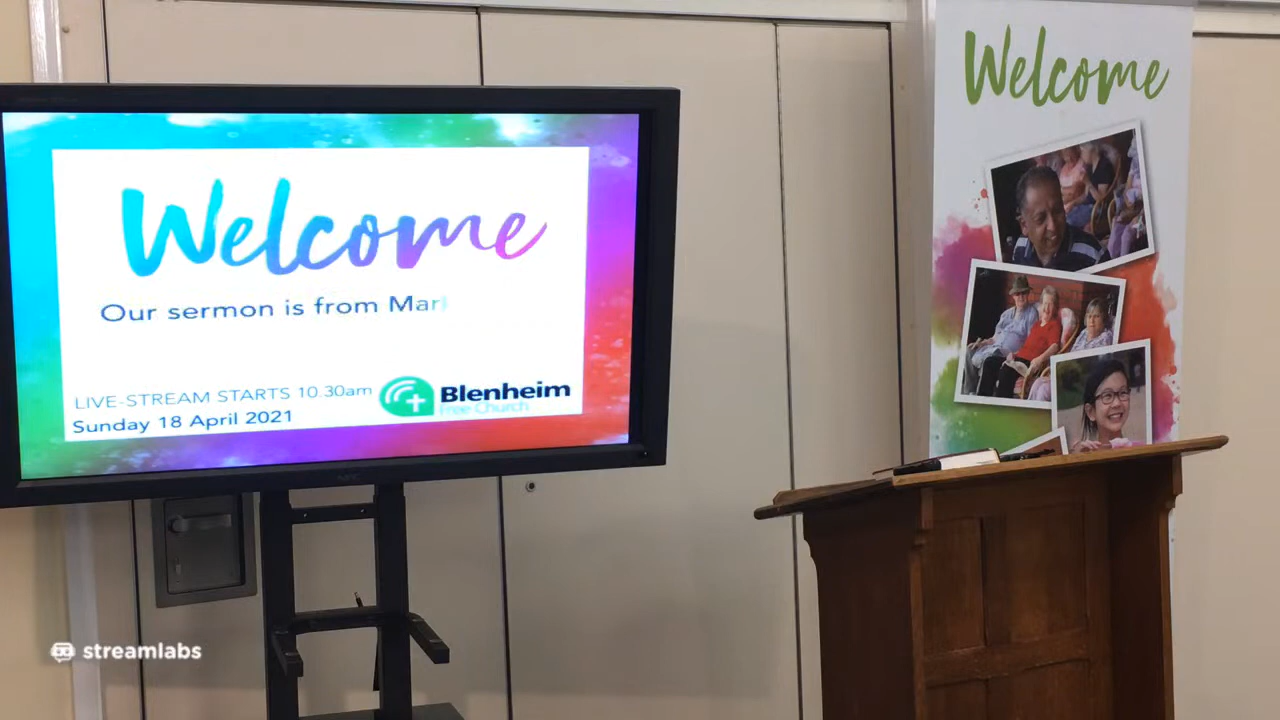 Welcome
Our sermon is from Mar
LIVE-STREAM STARTS 10.30am
Sunday 18 April 2021
Blenheim
Free Church
Welcome
streamlabs